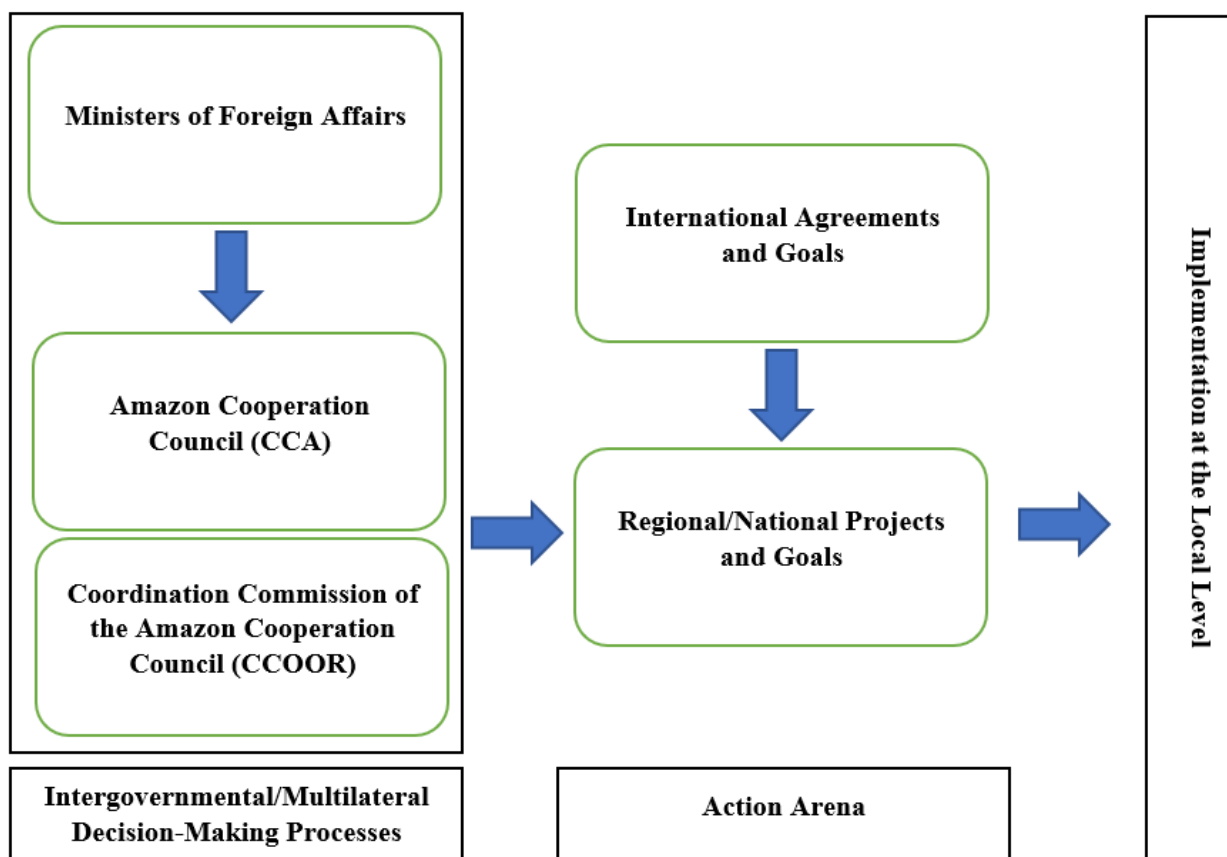 Ministers of Foreign Affairs
Amazon Cooperation
Council (CCA)
Coordination Commission of
the Amazon Cooperation
Council (CCOOR)
Intergovernmental/Multilateral
Decision-Making Processes
International Agreements
and Goals
Regional/National Projects
and Goals
Action Arena
Implementation at the Local Level